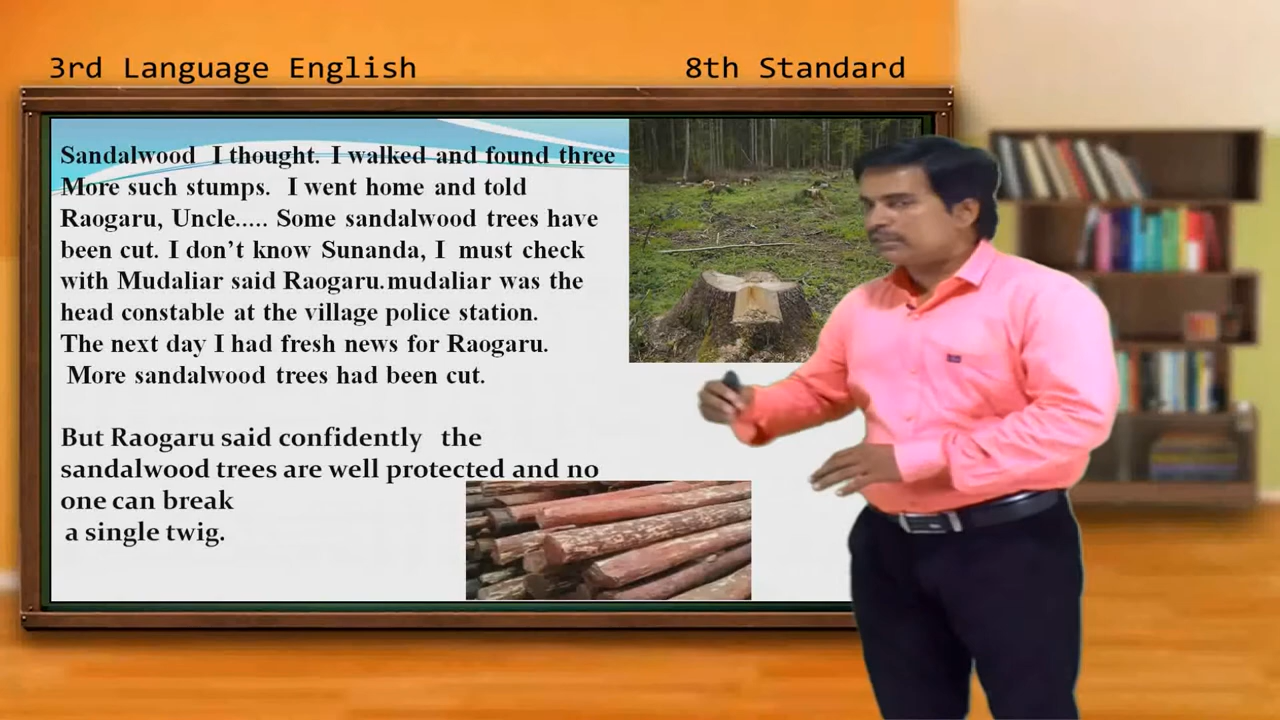 3rd Language English
8th Standard
Sandalwood I thought. I walked and found three
More such stumps. I went home and told
Raogaru, Uncle..... Some sandalwood trees have
been cut. I don't know Sunanda, I must check
with Mudaliar said Raogaru.mudaliar was the
head constable at the village police station.
The next day I had fresh news for Raogaru.
More sandalwood trees had been cut.
But Raogaru said confidently the
sandalwood trees are well protected and no
one can break
a single twig.